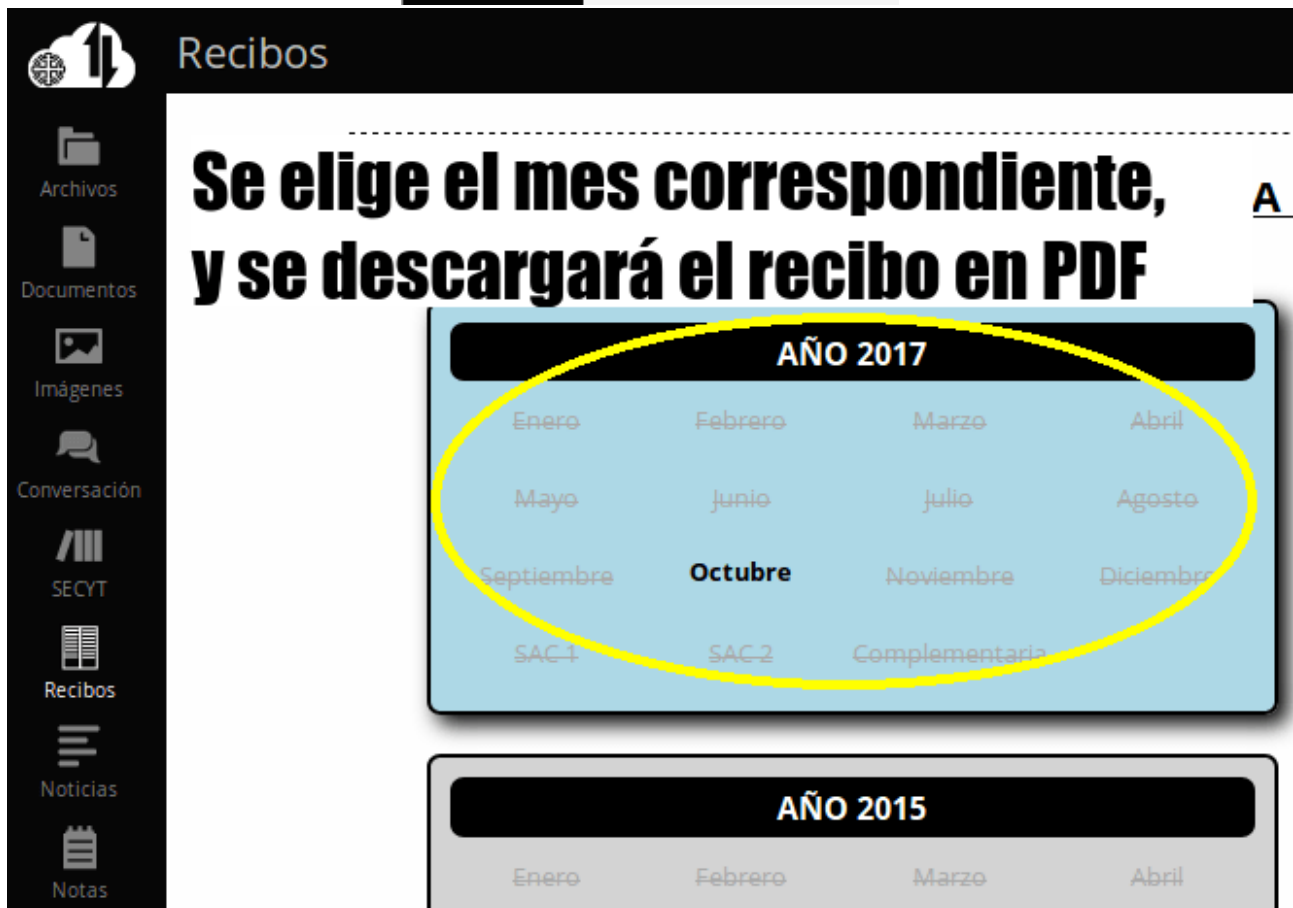 Recibos
Archivos
Documentos
Imágenes
Conversación
SECYT
Recibos
Noticias
Notas
Se elige el mes correspondiente,
y se descargará el recibo en PDF
A
AÑO 2017
Enero Febrero Marzo Abril
Mayo Junio Julio Agosto
Septiembre Octubre Noviembre Diciembre
SAC 1 SAC 2 Complementaria
AÑO 2015
Enero Febrero Marzo Abril